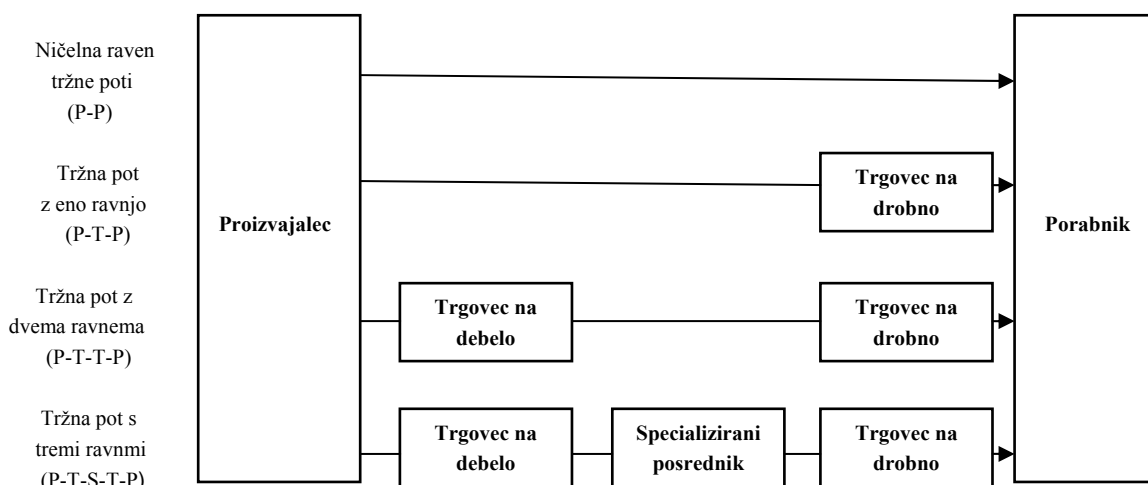 Ničelna raven
tržne poti
(P-P)
Tržna pot
z eno ravnjo
(P-T-P)
Tržna pot z
dvema ravnema
(P-T-T-P)
Tržna pot s
tremi ravnmi
(P-T-S-T-P)
Proizvajalec
Trgovec na
drobno
Trgovec na
debelo
Trgovec na
drobno
Trgovec na
debelo
Specializirani
posrednik
Trgovec na
drobno
Porabnik